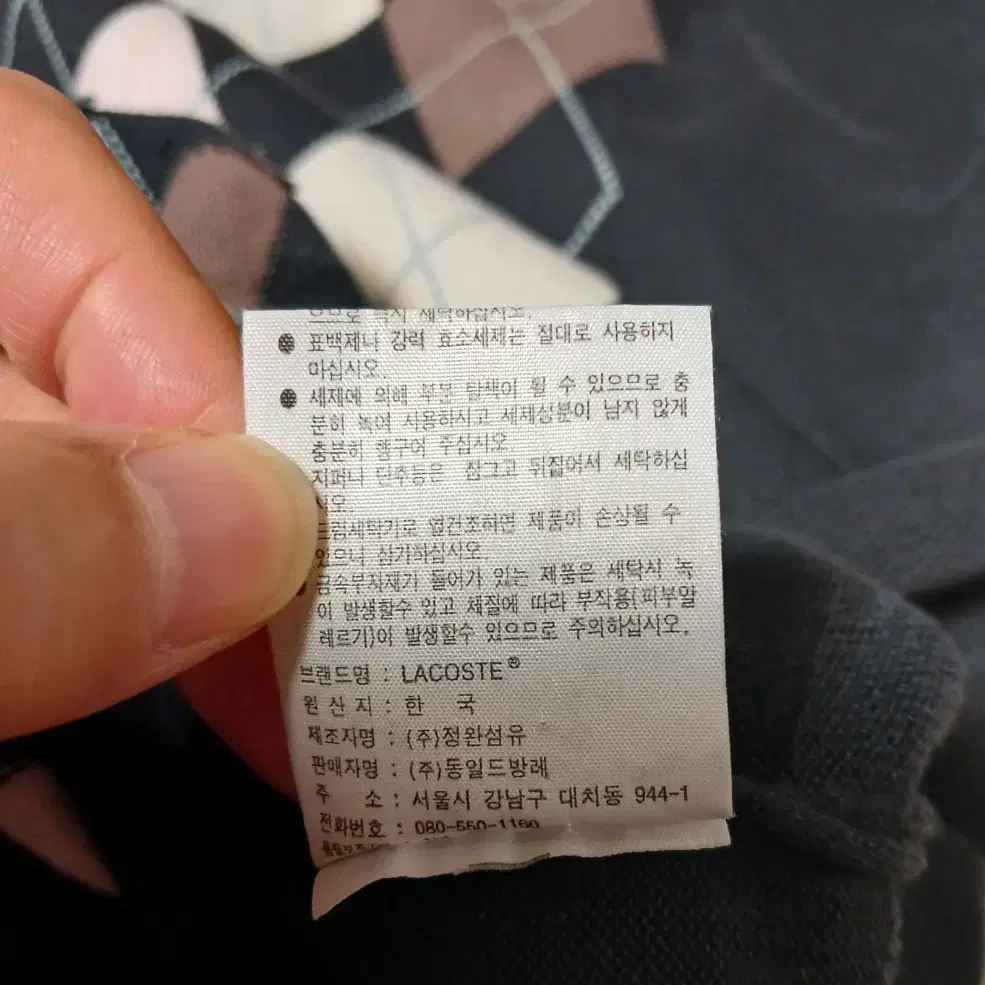 으므로 즉시 세탁하십시오.
● 표백제나 강력 효소세제는 절대로 사용하지
마십시오.
● 세제에 의해 부분 탈색이 될 수 있으므로 충
분히 녹여 사용하시고 세제성분이 남지 않게
충분히 헹구어 주십시오.
지퍼나 단추등은 잠그고 뒤집어서 세탁하십
시오.
드럼세탁기로 열건조하면 제품이 손상될 수
있으니 삼가하십시오.
● 금속부자재가 들어가 있는 제품은 세탁시 녹
이 발생할수 있고 체질에 따라 부작용(피부알
레르기)이 발생할수 있으므로 주의하십시오.
브랜드명 : LACOSTE®
원 산 지 : 한 국
제조자명 : (주)정완섬유
판매자명 : (주)동일드방레
주 소 : 서울시 강남구 대치동 944-1
전화번호 : 080-550-1160